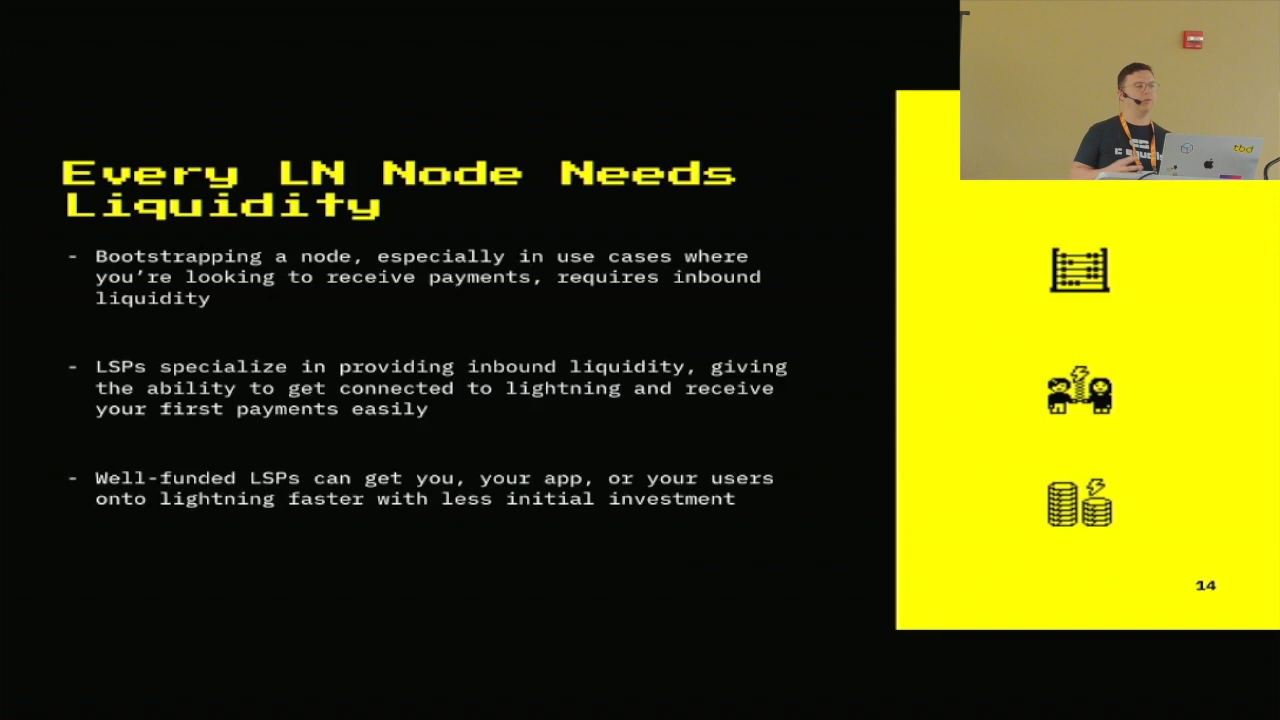 Every LN Node Needs
Liquidity
- Bootstrapping a node, especially in use cases where
you’re looking to receive payments, requires inbound
liquidity
- LSPs specialize in providing inbound liquidity, giving
the ability to get connected to lightning and receive
your first payments easily
- Well-funded LSPs can get you, your app, or your users
onto lightning faster with less initial investment
14
tbd